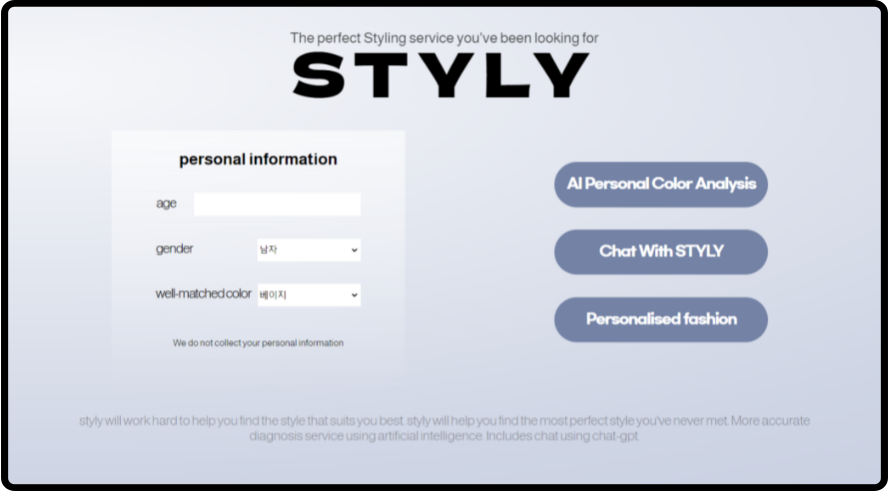 The perfect Styling service you've been looking for
STYLY
personal information
age
gender
남자
well-matched color
베이지
We do not collect your personal information
AI Personal Color Analysis
Chat With STYLY
Personalised fashion
styly will work hard to help you find the style that suits you best. styly will help you find the most perfect style you've never met. More accurate
diagnosis service using artificial intelligence. Includes chat using chat-gpt.